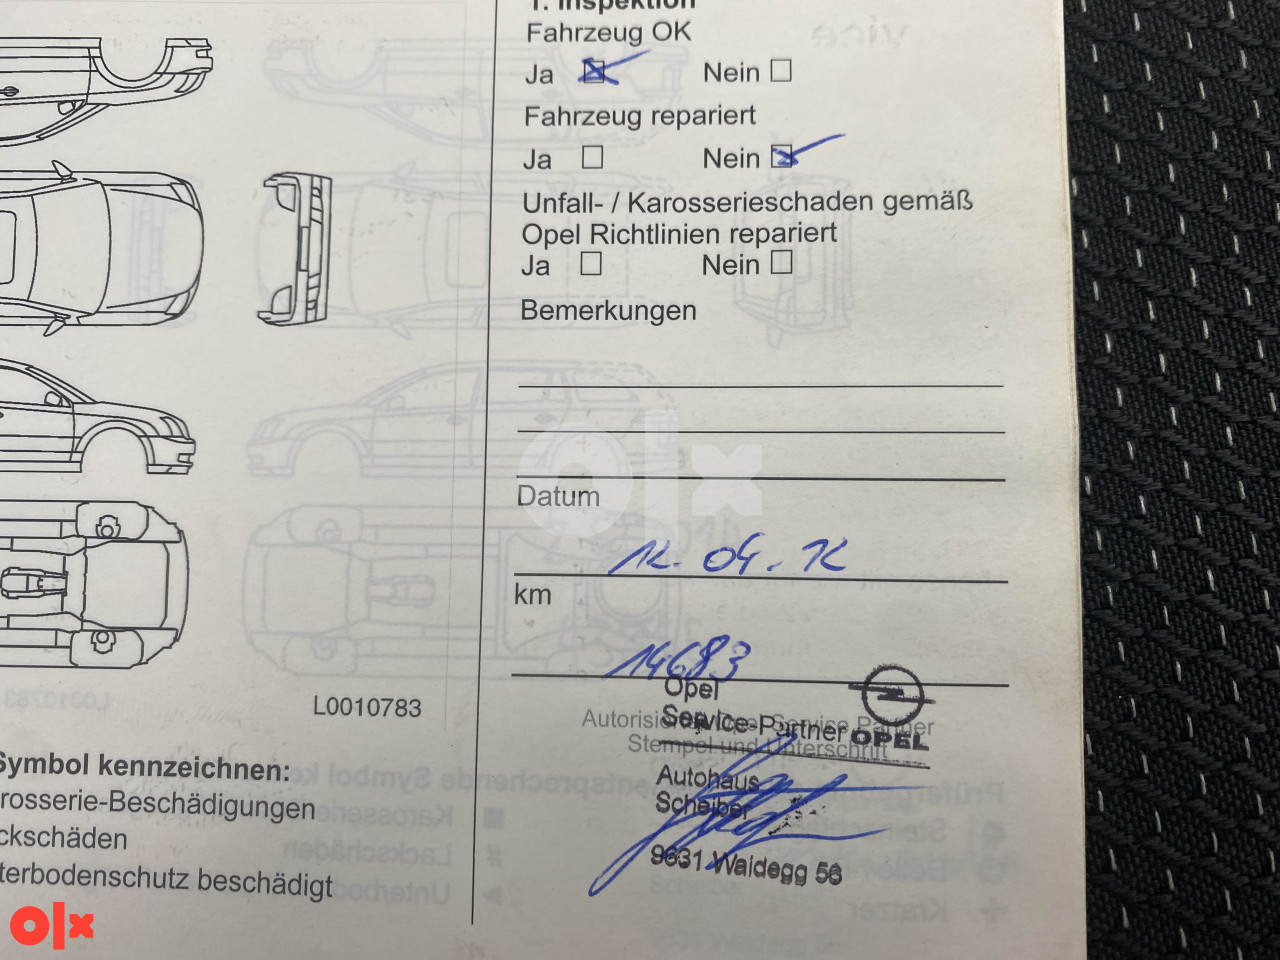 1. Inspektion
Fahrzeug OK
Ja Nein
Fahrzeug repariert
Ja Nein
Unfall- / Karosserieschaden gemäß
Opel Richtlinien repariert
Ja Nein
Bemerkungen
Datum
12.04.12
km
14683
L0010783
Opel
Service-Partner
OPEL
Autorisierter Opel Service Partner
Stempel und Unterschrift
Autohaus
Scheiber
9631 Waidegg 56
Symbol kennzeichnen:
rosserie-Beschädigungen
ckschäden
terbodenschutz beschädigt
olx
olx